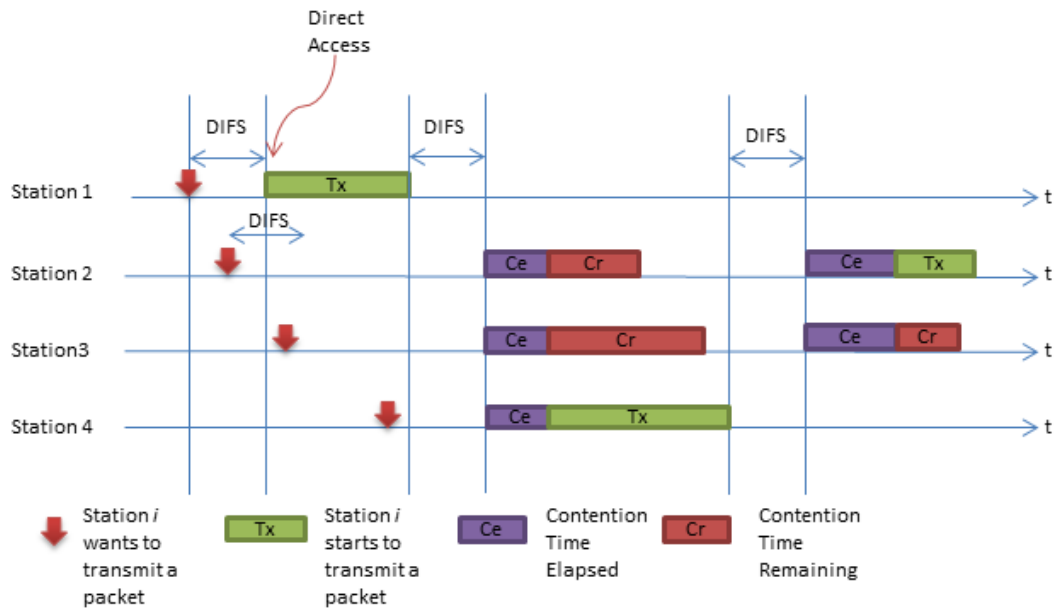 Direct
Access
DIFS
DIFS
DIFS
Station 1
Tx
t
DIFS
Station 2
Ce
Cr
Ce
Tx
t
Station3
Ce
Cr
Ce
Cr
t
Station 4
Ce
Tx
t
Station i
wants to
transmit a
packet
Tx
Station i
starts to
transmit a
packet
Ce
Contention
Time
Elapsed
Cr
Contention
Time
Remaining